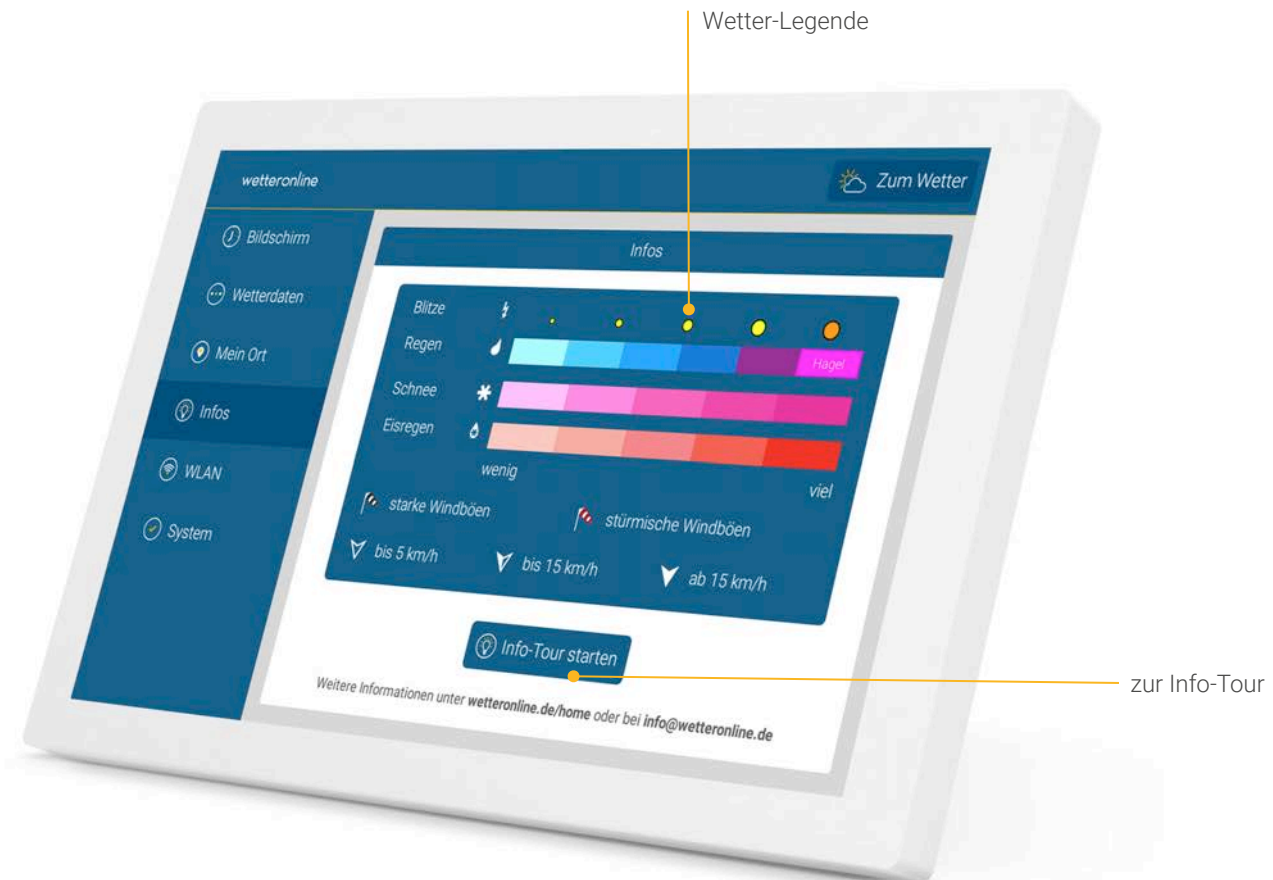 Wetter-Legende
wetteronline
Zum Wetter
Bildschirm
Wetterdaten
Mein Ort
Infos
WLAN
System
Infos
Blitze
Regen
Hagel
Schnee
Eisregen
wenig
viel
starke Windböen
stürmische Windböen
bis 5 km/h
bis 15 km/h
ab 15 km/h
Info-Tour starten
zur Info-Tour
Weitere Informationen unter wetteronline.de/home oder bei info@wetteronline.de